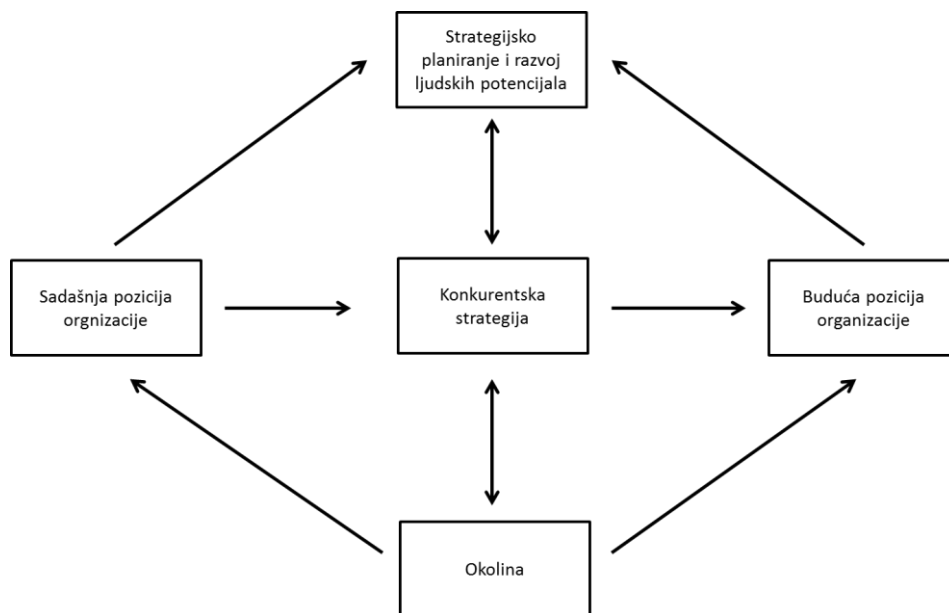 Strategijsko
planiranje i razvoj
ljudskih potencijala
Sadašnja pozicija
orgnizacije
Konkurentska
strategija
Buduća pozicija
organizacije
Okolina